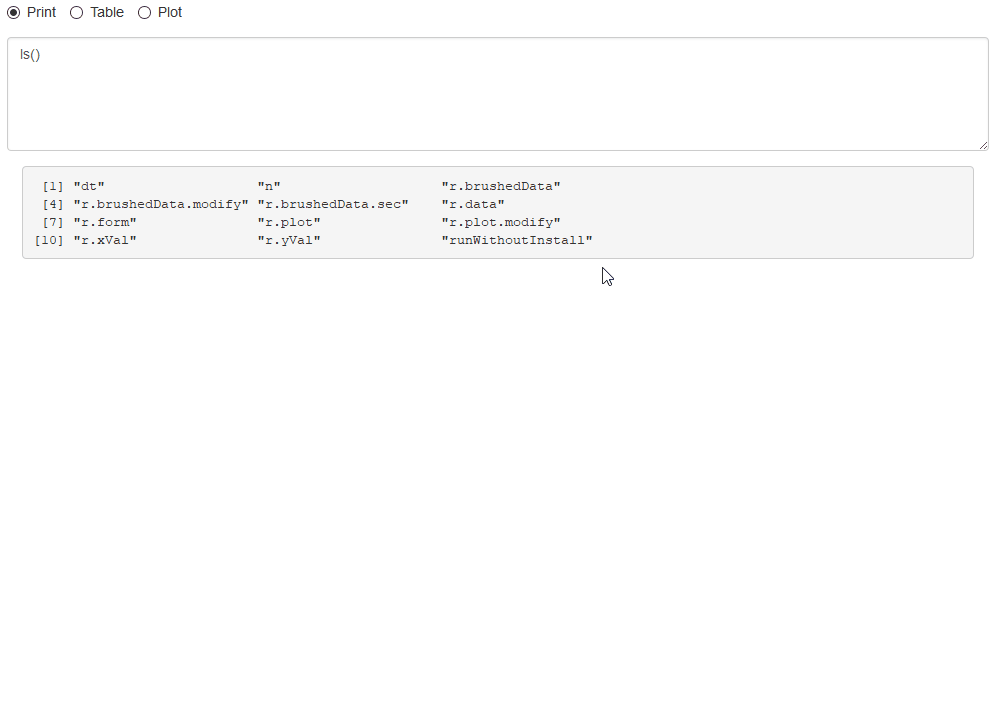 Print Table Plot
ls()
[1] "dt" "n" "r.brushedData"
[4] "r.brushedData.modify" "r.brushedData.sec" "r.data"
[7] "r.form" "r.plot" "r.plot.modify"
[10] "r.xVal" "r.yVal" "runWithoutInstall"